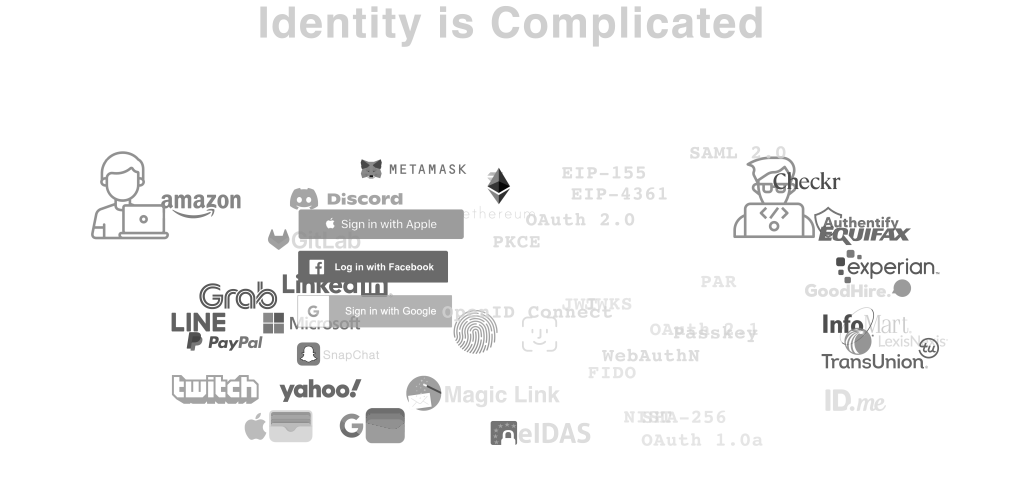 Identity is Complicated
SAML 2.0
METAMASK
EIP-155
Checkr
EIP-4361
amazon
Discord
ethereum
OAuth 2.0
Sign in with Apple
Authentify
EQUIFAX
GitLab
PKCE
Log in with Facebook
experian
LinkedIn
PAR
GoodHire.
Grab
OpenID Connect
JWT
JWKS
G Sign in with Google
LINE
Microsoft
InfoMart.
OAuth 2.1
Passkey
PayPal
LexisNexis
SnapChat
WebAuthN
TransUnion
tu
FIDO
twitch
yahoo!
Magic Link
ID.me
G
SHA-256
eIDAS
OAuth 1.0a